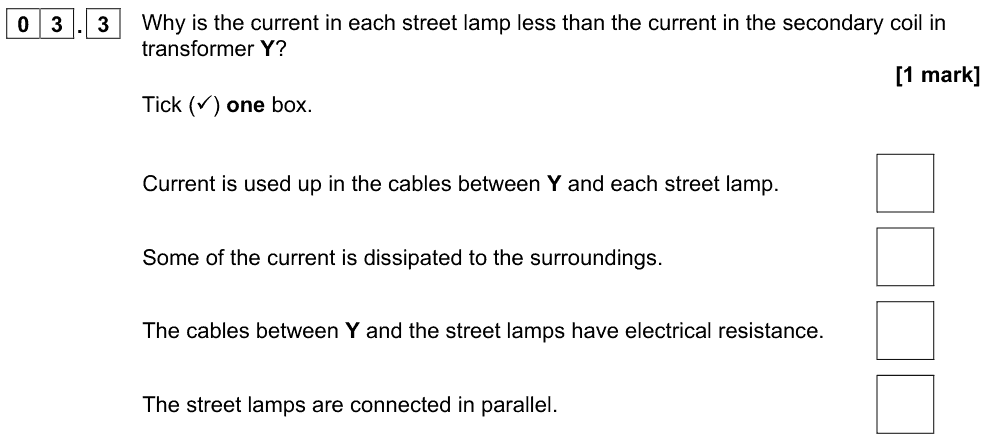 0 3 . 3 Why is the current in each street lamp less than the current in the secondary coil in
transformer Y?
[1 mark]
Tick (✓) one box.
Current is used up in the cables between Y and each street lamp.
Some of the current is dissipated to the surroundings.
The cables between Y and the street lamps have electrical resistance.
The street lamps are connected in parallel.